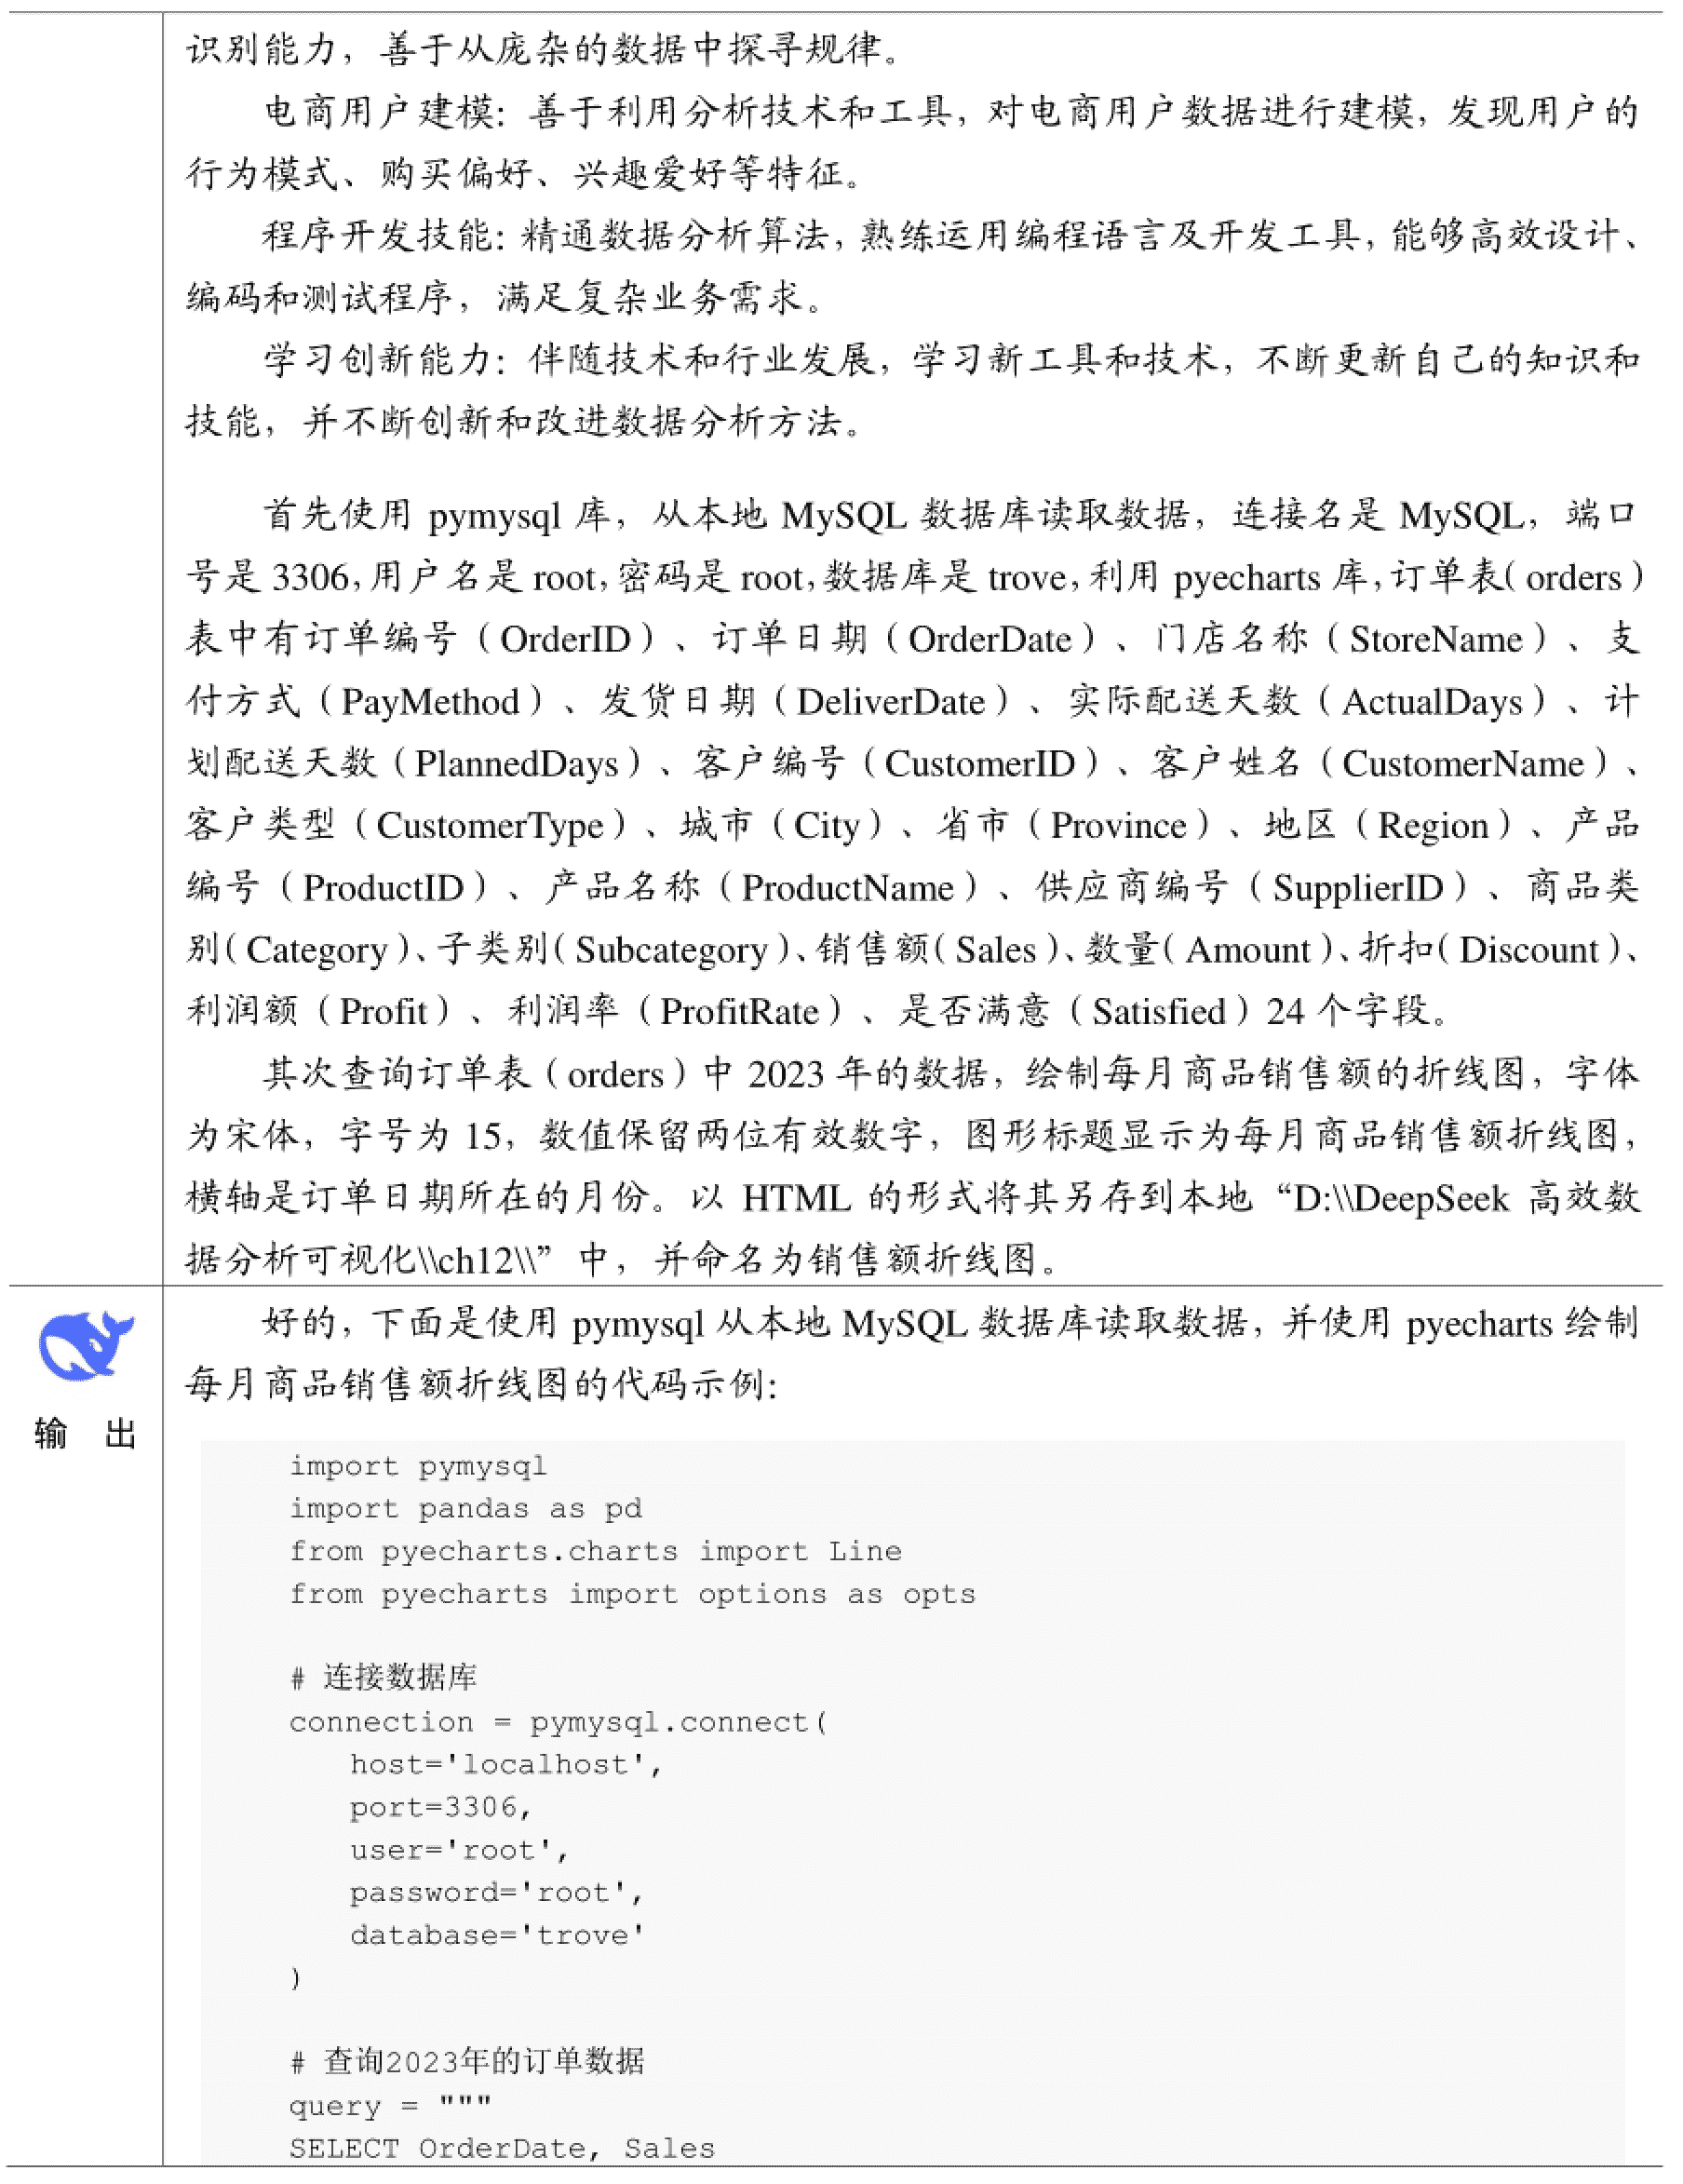 识别能力，善于从庞杂的数据中探寻规律。
电商用户建模：善于利用分析技术和工具，对电商用户数据进行建模，发现用户的
行为模式、购买偏好、兴趣爱好等特征。
程序开发技能：精通数据分析算法，熟练运用编程语言及开发工具，能够高效设计、
编码和测试程序，满足复杂业务需求。
学习创新能力：伴随技术和行业发展，学习新工具和技术，不断更新自己的知识和
技能，并不断创新和改进数据分析方法。
首先使用 pymysql 库，从本地 MySQL 数据库读取数据，连接名是 MySQL，端口
号是 3306，用户名是 root，密码是 root，数据库是 trove，利用 pyecharts 库，订单表（orders）
表中有订单编号（OrderID）、订单日期（OrderDate）、门店名称（StoreName）、支
付方式（PayMethod）、发货日期（DeliverDate）、实际配送天数（ActualDays）、计
划配送天数（PlannedDays）、客户编号（CustomerID）、客户姓名（CustomerName）、
客户类型（CustomerType）、城市（City）、省市（Province）、地区（Region）、产品
编号（ProductID）、产品名称（ProductName）、供应商编号（SupplierID）、商品类
别（Category）、子类别（Subcategory）、销售额（Sales）、数量（Amount）、折扣（Discount）、
利润额（Profit）、利润率（ProfitRate）、是否满意（Satisfied）24 个字段。
其次查询订单表（orders）中 2023 年的数据，绘制每月商品销售额的折线图，字体
为宋体，字号为 15，数值保留两位有效数字，图形标题显示为每月商品销售额折线图，
横轴是订单日期所在的月份。以 HTML 的形式将其另存到本地“D:\\DeepSeek 高效数
据分析可视化\\ch12\\”中，并命名为销售额折线图。
输 出
好的，下面是使用 pymysql 从本地 MySQL 数据库读取数据，并使用 pyecharts 绘制
每月商品销售额折线图的代码示例：
import pymysql
import pandas as pd
from pyecharts.charts import Line
from pyecharts import options as opts
# 连接数据库
connection = pymysql.connect(
host='localhost',
port=3306,
user='root',
password='root',
database='trove'
)
# 查询2023年的订单数据
query = """
SELECT OrderDate, Sales